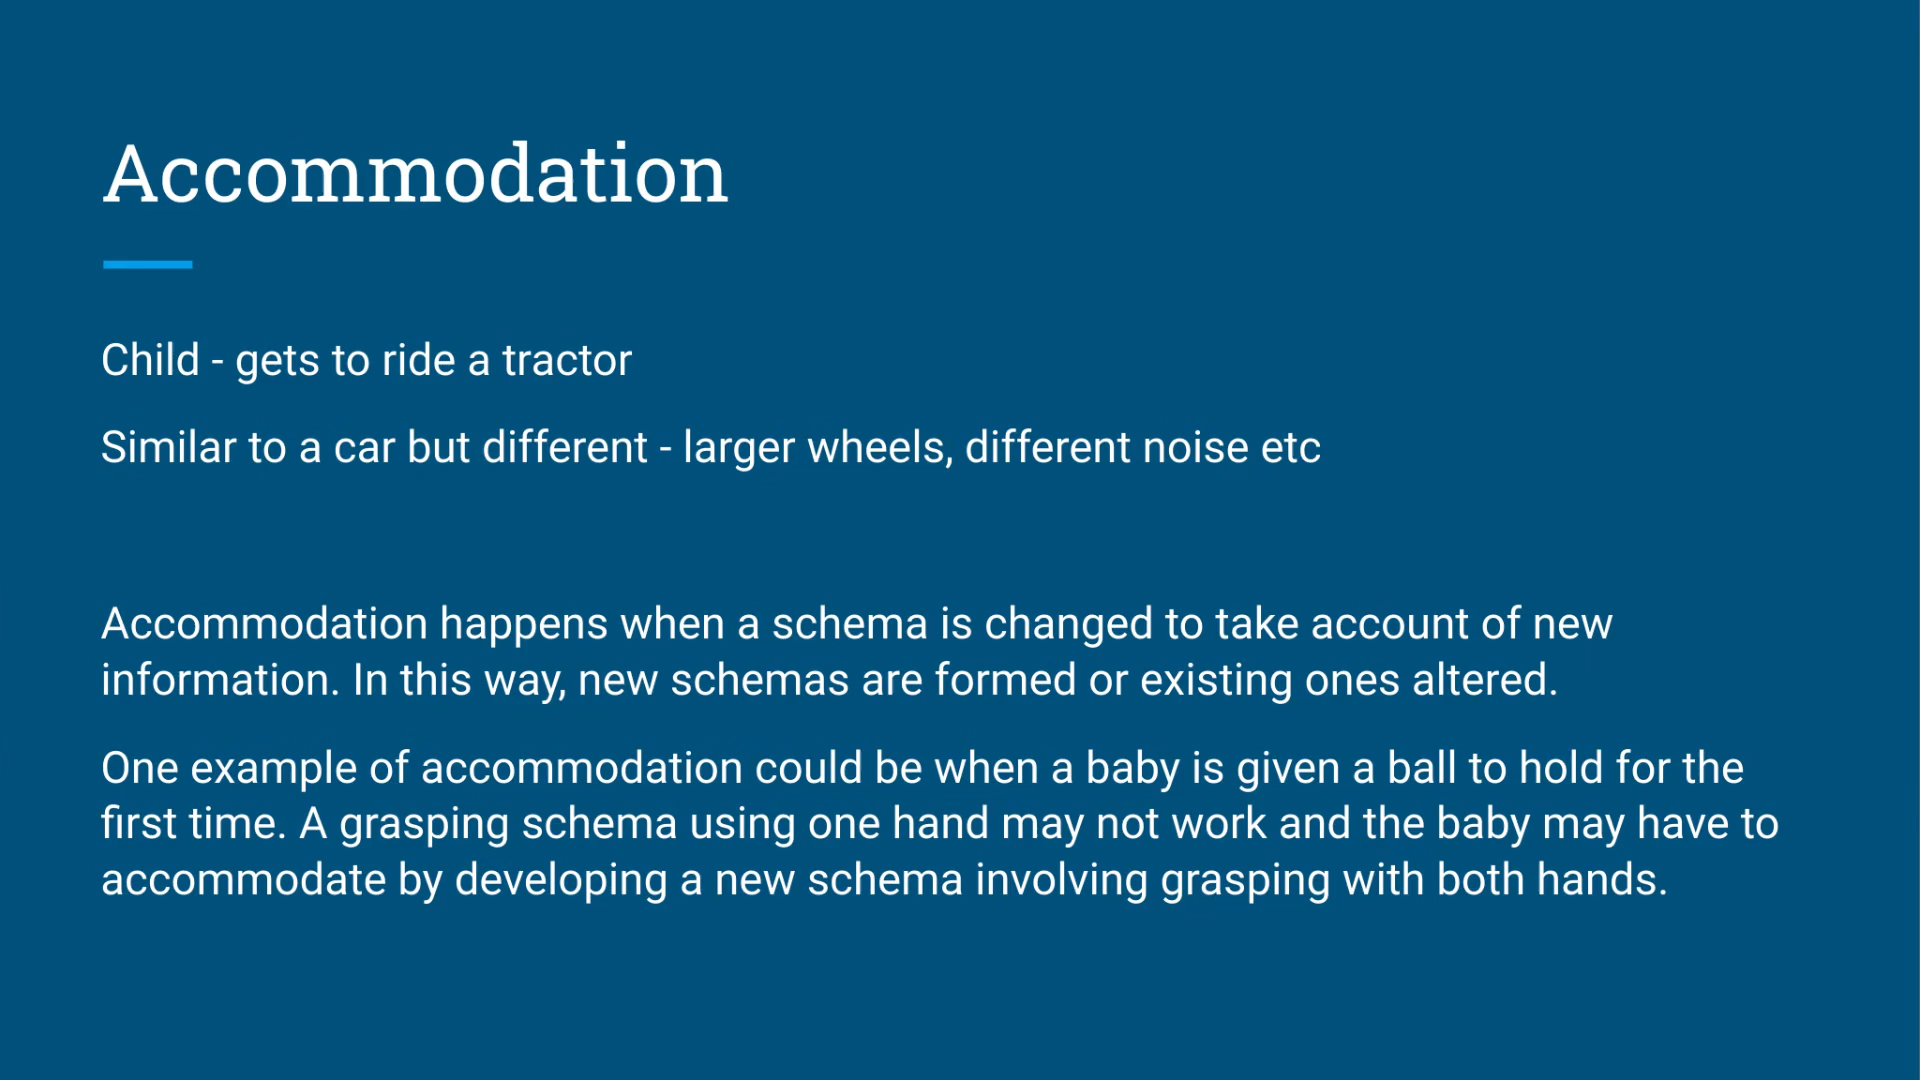 Accommodation
Child - gets to ride a tractor
Similar to a car but different - larger wheels, different noise etc
Accommodation happens when a schema is changed to take account of new
information. In this way, new schemas are formed or existing ones altered.
One example of accommodation could be when a baby is given a ball to hold for the
first time. A grasping schema using one hand may not work and the baby may have to
accommodate by developing a new schema involving grasping with both hands.